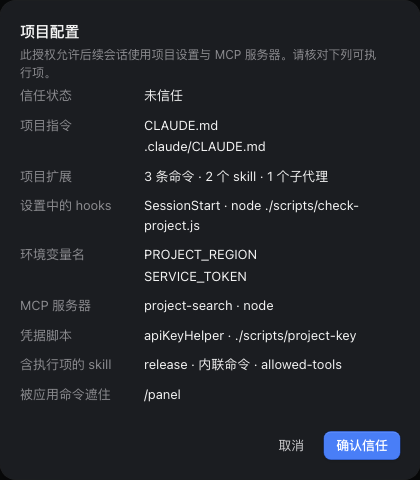 项目配置
此授权允许后续会话使用项目设置与 MCP 服务器。请核对下列可执
行项。
信任状态 未信任
项目指令 CLAUDE.md
.claude/CLAUDE.md
项目扩展 3 条命令 · 2 个 skill · 1 个子代理
设置中的 hooks SessionStart · node ./scripts/check-
project.js
环境变量名 PROJECT_REGION
SERVICE_TOKEN
MCP 服务器 project-search · node
凭据脚本 apiKeyHelper · ./scripts/project-key
含执行项的 skill release · 内联命令 · allowed-tools
被应用命令遮住 /panel
取消 确认信任